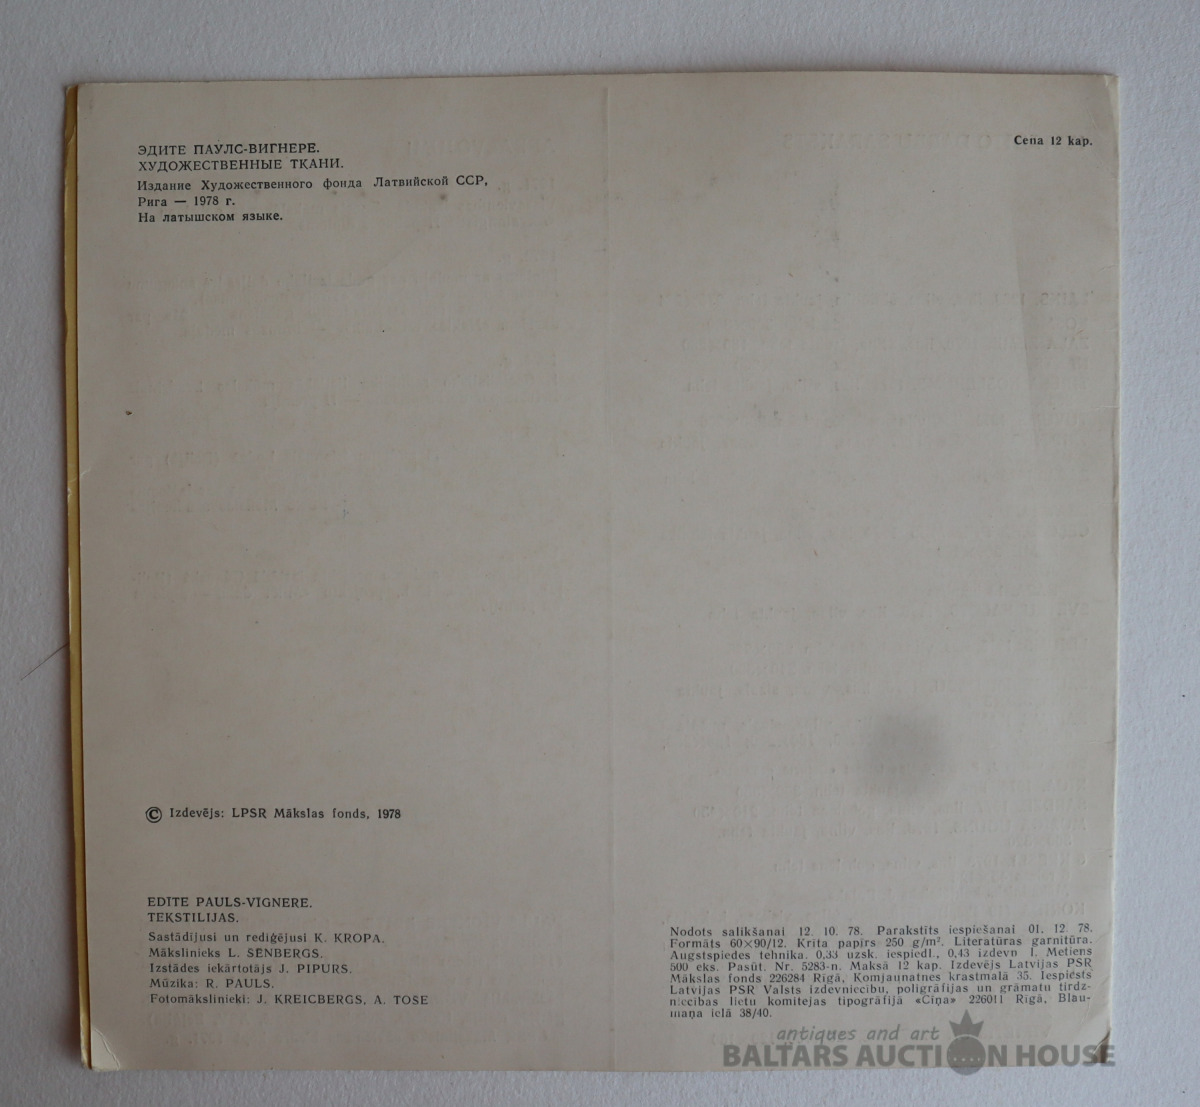 ЭДИТЕ ПАУЛС-ВИГНЕРЕ.
ХУДОЖЕСТВЕННЫЕ ТКАНИ.
Издание Художественного фонда Латвийской ССР,
Рига — 1978 г.
На латышском языке.
Cena 12 kap.
© Izdevējs: LPSR Mākslas fonds, 1978
EDĪTE PAULS-VĪGNERE.
TEKSTILIJAS.
Sastādījusi un rediģējusi K. KROPA.
Mākslinieks L. ŠĒNBERGS.
Izstādes iekārtotājs J. PIPURS.
Mūzika: R. PAULS.
Fotomākslinieki: J. KREICBERGS, A. TOSE
Nodots salikšanai 12. 10. 78. Parakstīts iespiešanai 01. 12. 78.
Formāts 60×90/12. Krīta papīrs 250 g/m². Literatūras garnitūra.
Augstspiedes tehnika. 0,33 uzsk. iespiedl., 0,43 izdevn l. Metiens
500 eks. Pasūt. Nr. 5283-n. Maksā 12 kap. Izdevējs Latvijas PSR
Mākslas fonds 226284 Rīgā, Komjaunatnes krastmalā 35. Iespiests
Latvijas PSR Valsts izdevniecību, poligrāfijas un grāmatu tirdz-
niecības lietu komitejas tipogrāfijā «Cīņa» 226011 Rīgā, Blau-
maņa ielā 38/40.
antiques and art
BALTARS AUCTION HOUSE